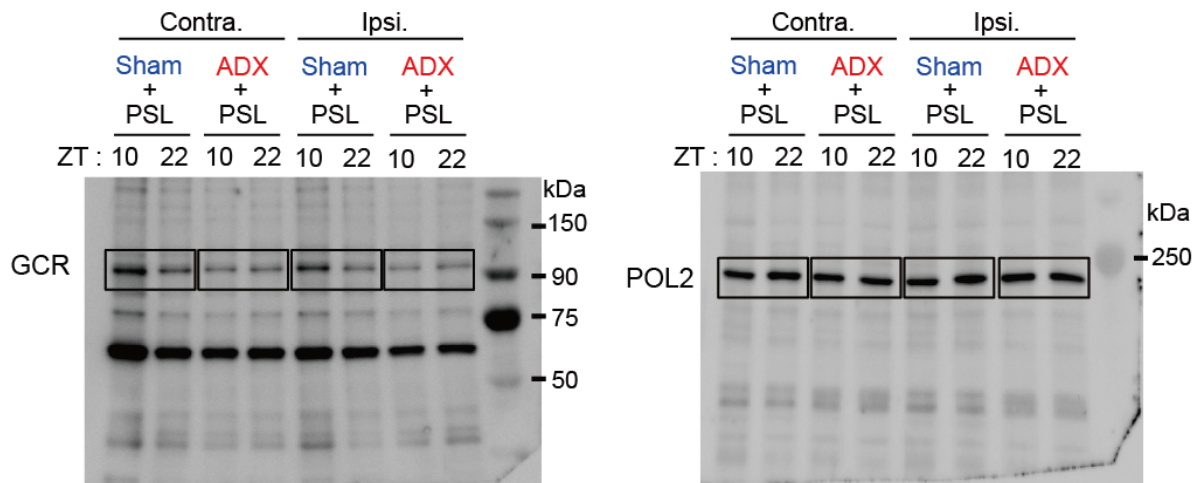 Contra. Ipsi.
Sham ADX Sham ADX
+ + + +
PSL PSL PSL PSL
ZT : 10 22 10 22 10 22 10 22
kDa
150
GCR
90
75
50
Contra. Ipsi.
Sham ADX Sham ADX
+ + + +
PSL PSL PSL PSL
ZT : 10 22 10 22 10 22 10 22
kDa
250
POL2